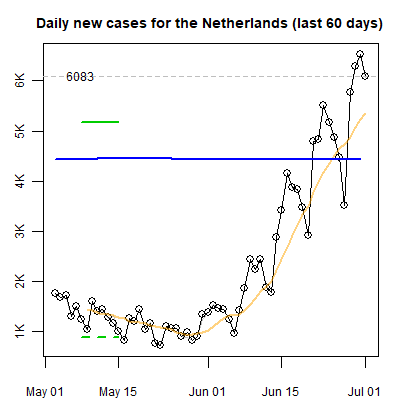 Daily new cases for the Netherlands (last 60 days)
6083
6K
5K
4K
3K
2K
1K
May 01 May 15 Jun 01 Jun 15 Jul 01